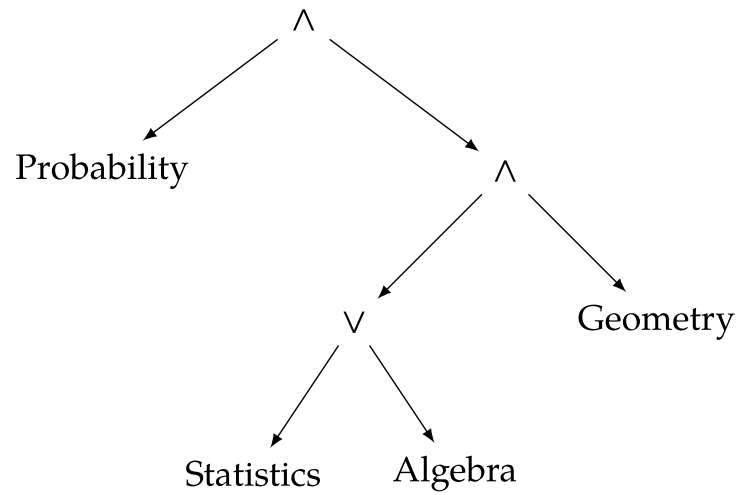 ∧
Probability
∧
∨
Geometry
Statistics
Algebra